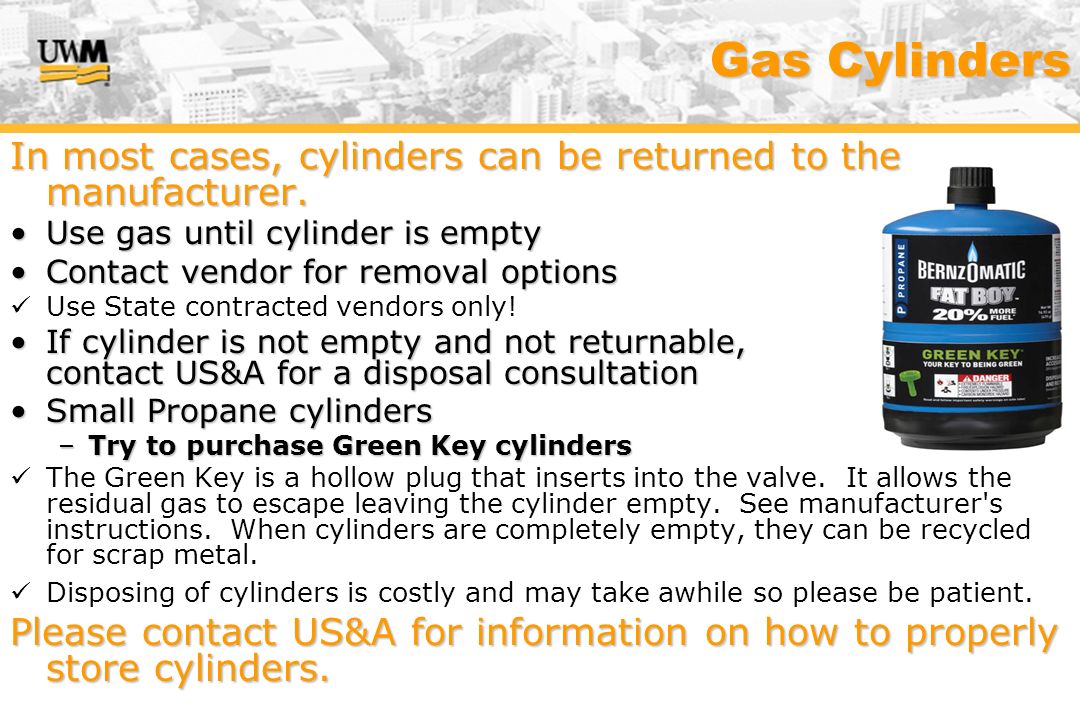 UWM
Gas Cylinders
In most cases, cylinders can be returned to the
manufacturer.
• Use gas until cylinder is empty
• Contact vendor for removal options
✓ Use State contracted vendors only!
• If cylinder is not empty and not returnable,
contact US&A for a disposal consultation
• Small Propane cylinders
– Try to purchase Green Key cylinders
✓ The Green Key is a hollow plug that inserts into the valve. It allows the
residual gas to escape leaving the cylinder empty. See manufacturer's
instructions. When cylinders are completely empty, they can be recycled
for scrap metal.
✓ Disposing of cylinders is costly and may take awhile so please be patient.
Please contact US&A for information on how to properly
store cylinders.
PROPANE
BERNZOMATIC
FAT BOY™
20% MORE
FUEL*
GREEN KEY™
YOUR KEY TO BEING GREEN
DANGER